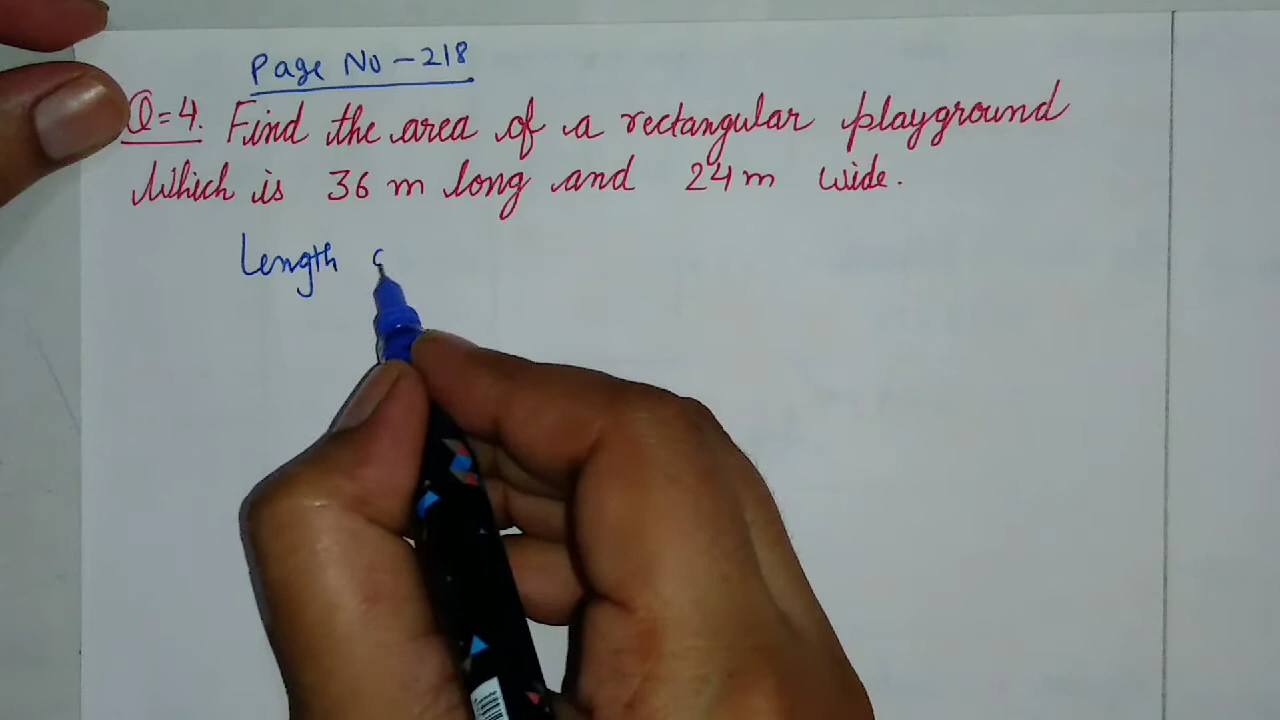 Page No - 218
Q=4. Find the area of a rectangular playground
Which is 36 m long and 24 m wide.
Length